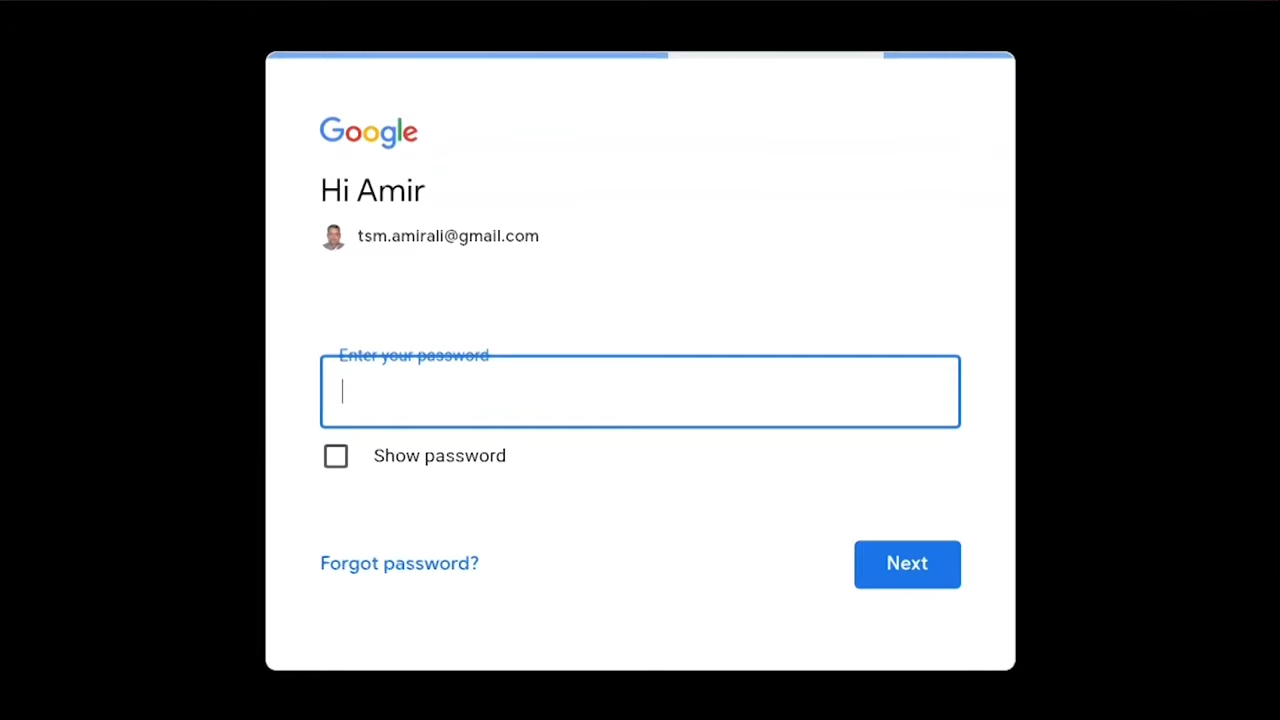 Google
Hi Amir
tsm.amirali@gmail.com
Enter your password
Show password
Forgot password?
Next